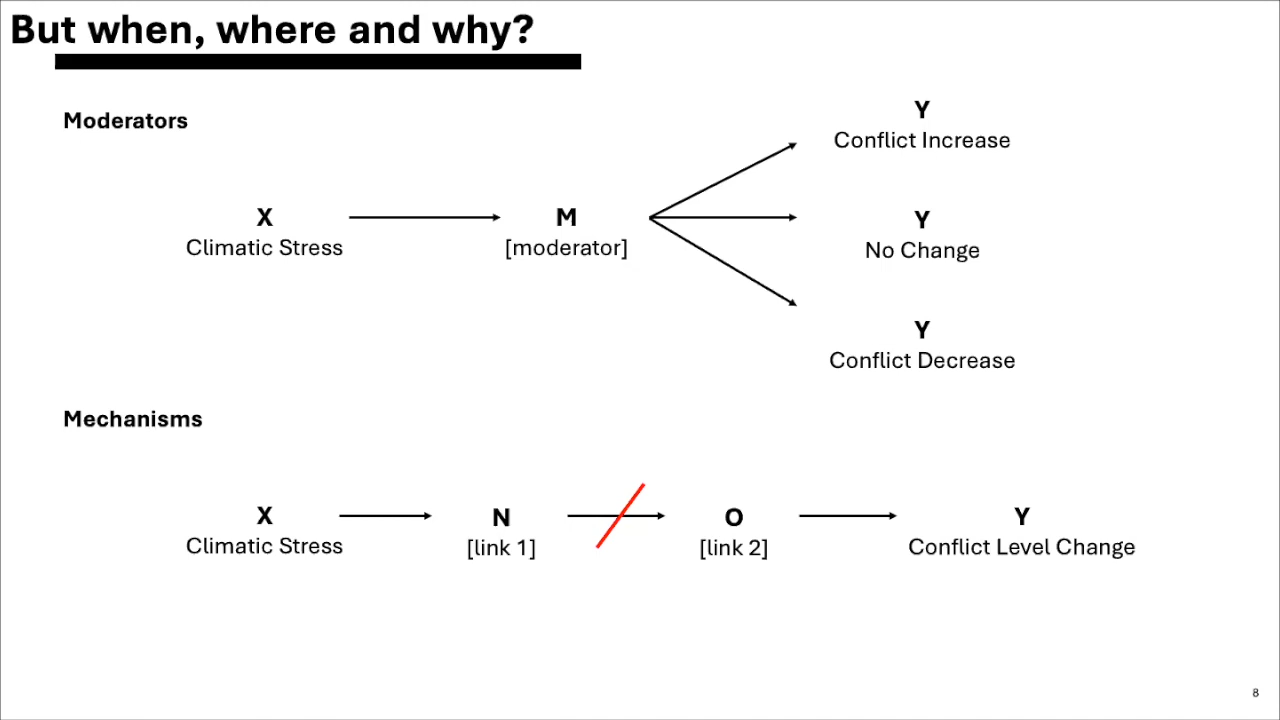 But when, where and why?
Moderators
X
Climatic Stress
M
[moderator]
Y
Conflict Increase
Y
No Change
Y
Conflict Decrease
Mechanisms
X
Climatic Stress
N
[link 1]
O
[link 2]
Y
Conflict Level Change
8